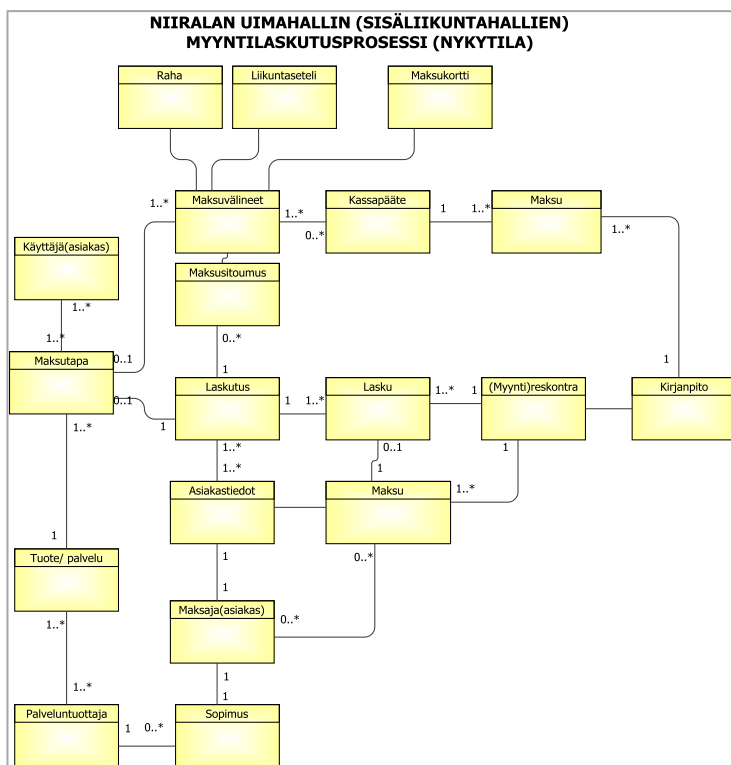 NIIRALAN UIMAHALLIN (SISÄLIIKUNTAHALLIEN)
MYYNTILASKUTUSPROSESSI (NYKYTILA)
Raha
Liikuntaseteli
Maksukortti
Maksuvälineet
Kassapääte
Maksu
1..*
1..*
0..*
1
1..*
1..*
Käyttäjä(asiakas)
Maksusitoumus
1..*
1..*
0..*
0..1
1
1
Maksutapa
Laskutus
Lasku
(Myynti)reskontra
Kirjanpito
0..1
1
1
1..*
1..*
1
1..*
1..*
1..*
0..1
1
1
Asiakastiedot
Maksu
1..*
1
1
0..*
Tuote/ palvelu
1
Maksaja(asiakas)
0..*
1..*
1..*
1
1
Palveluntuottaja
Sopimus
1
0..*